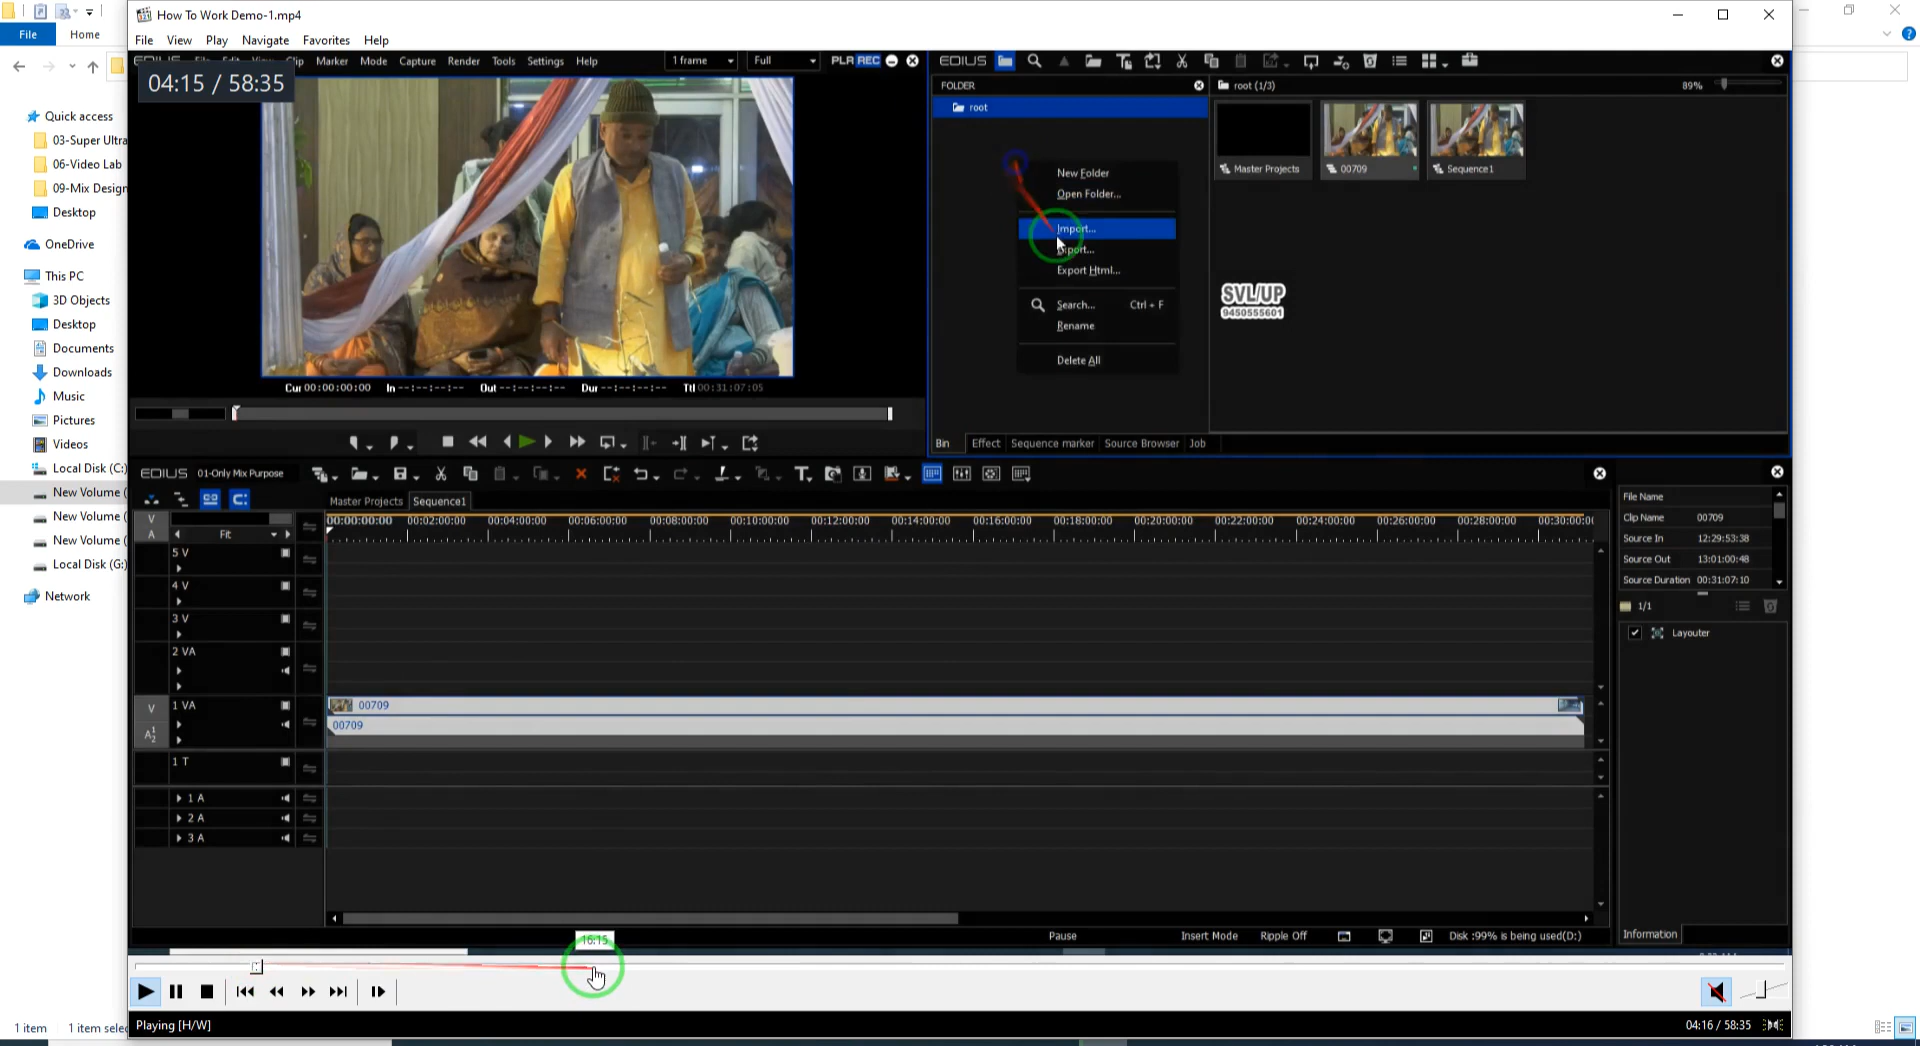 How To Work Demo-1.mp4
File Home
File View Play Navigate Favorites Help
04:15 / 58:35
Marker Mode Capture Render Tools Settings Help
1 frame Full PLR REC
EDIUS
FOLDER
root
root (1/3)
89%
Master Projects
00709
Sequence1
New Folder
Open Folder...
Import...
Export Html...
Search... Ctrl + F
Rename
Delete All
SVL/UP
9450555601
Quick access
03-Super Ultra
06-Video Lab
09-Mix Design
Desktop
OneDrive
This PC
3D Objects
Desktop
Documents
Downloads
Music
Pictures
Videos
Local Disk (C:)
New Volume (
New Volume (
New Volume (
Local Disk (G:)
Network
Cur 00:00:00:00 In --:--:--:-- Out --:--:--:-- Dur --:--:--:-- Ttl 00:31:07:05
Bin Effect Sequence marker Source Browser Job
EDIUS 01-Only Mix Purpose
Master Projects Sequence1
00:00:00:00 00:02:00:00 00:04:00:00 00:06:00:00 00:08:00:00 00:10:00:00 00:12:00:00 00:14:00:00 00:16:00:00 00:18:00:00 00:20:00:00 00:22:00:00 00:24:00:00 00:26:00:00 00:28:00:00 00:30:00:0
V
A
Fit
5 V
4 V
3 V
2 VA
V 1 VA
00709
00709
1 T
1 A
2 A
3 A
File Name
Clip Name 00709
Source In 12:29:53:38
Source Out 13:01:00:48
Source Duration 00:31:07:10
1/1
Layouter
Information
Pause Insert Mode Ripple Off Disk :99% is being used(D:)
16:15
Playing [H/W]
04:16 / 58:35
1 item 1 item selec